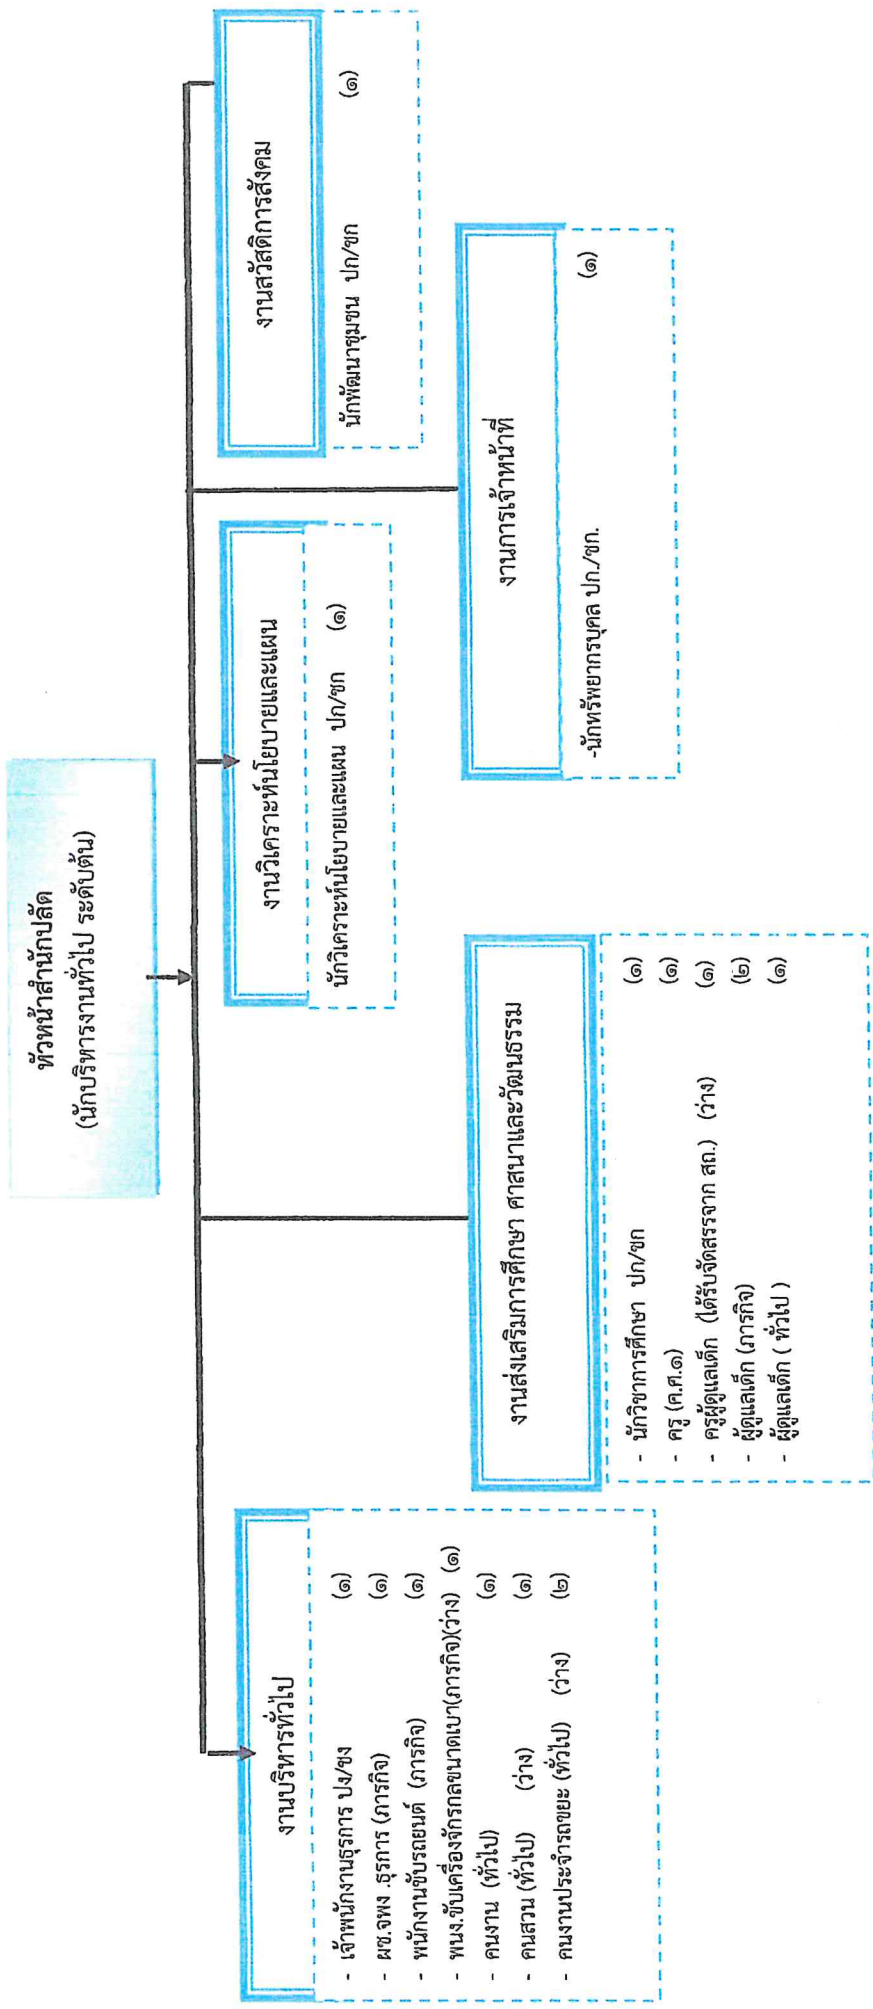 หัวหน้าสำนักปลัด
(นักบริหารงานทั่วไป ระดับต้น)
งานบริหารทั่วไป
- เจ้าพนักงานธุรการ ปง/ชง (๑)
- ผช.จพง .ธุรการ (ภารกิจ) (๑)
- พนักงานขับรถยนต์ (ภารกิจ) (๑)
- พนง.ขับเครื่องจักรกลขนาดเบา(ภารกิจ)(ว่าง) (๑)
- คนงาน (ทั่วไป) (๑)
- คนสวน (ทั่วไป) (ว่าง) (๑)
- คนงานประจำรถขยะ (ทั่วไป) (ว่าง) (๒)
งานส่งเสริมการศึกษา ศาสนาและวัฒนธรรม
- นักวิชาการศึกษา ปก/ชก (๑)
- ครู (ค.ศ.๑) (๑)
- ครูผู้ดูแลเด็ก (ได้รับจัดสรรจาก สถ.) (ว่าง) (๑)
- ผู้ดูแลเด็ก (ภารกิจ) (๒)
- ผู้ดูแลเด็ก ( ทั่วไป ) (๑)
งานวิเคราะห์นโยบายและแผน
นักวิเคราะห์นโยบายและแผน ปก/ชก (๑)
งานการเจ้าหน้าที่
-นักทรัพยากรบุคล ปก./ชก. (๑)
งานสวัสดิการสังคม
นักพัฒนาชุมชน ปก/ชก (๑)